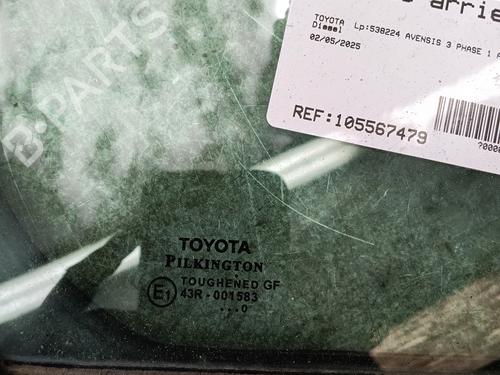 arrie
TOYOTA Lp:538224 AVENSIS 3 PHASE 1
Diesel
02/05/2025
REF:105567479
B-PARTS
TOYOTA
PILKINGTON
TOUGHENED GF
E1 43R-001583
...0